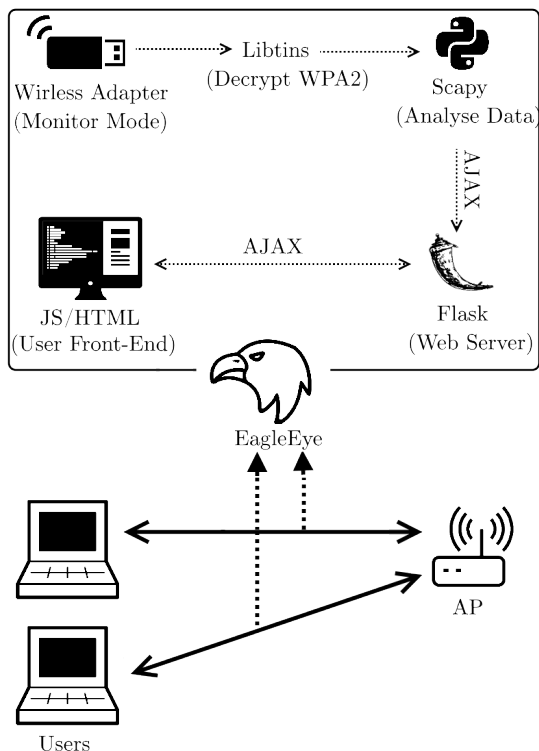 Libtins
(Decrypt WPA2)
Wirless Adapter
(Monitor Mode)
Scapy
(Analyse Data)
AJAX
AJAX
JS/HTML
(User Front-End)
Flask
(Web Server)
EagleEye
AP
Users